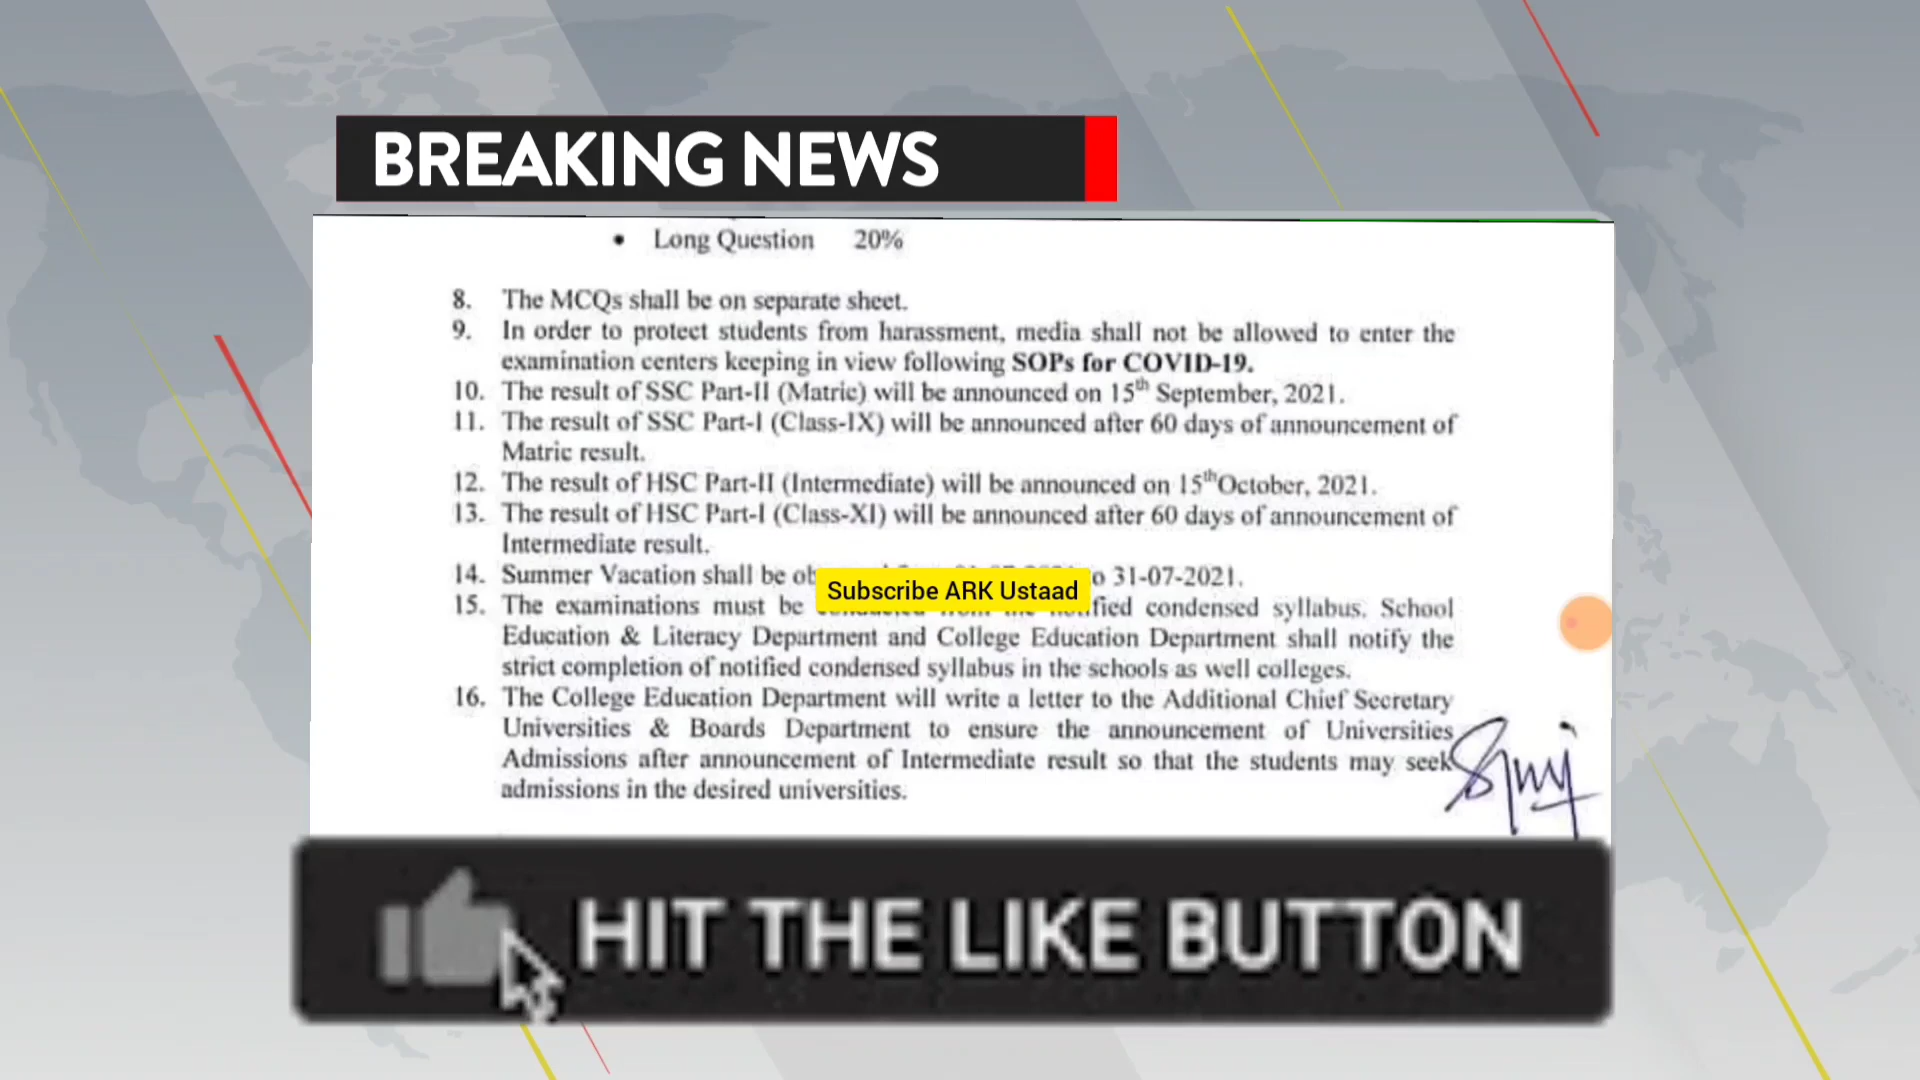 BREAKING NEWS
• Long Question 20%
8. The MCQs shall be on separate sheet.
9. In order to protect students from harassment, media shall not be allowed to enter the
examination centers keeping in view following SOPs for COVID-19.
10. The result of SSC Part-II (Matric) will be announced on 15th September, 2021.
11. The result of SSC Part-I (Class-IX) will be announced after 60 days of announcement of
Matric result.
12. The result of HSC Part-II (Intermediate) will be announced on 15thOctober, 2021.
13. The result of HSC Part-I (Class-XI) will be announced after 60 days of announcement of
Intermediate result.
14. Summer Vacation shall be 31-07-2021.
Subscribe ARK Ustaad
15. The examinations must be condensed syllabus. School
Education & Literacy Department and College Education Department shall notify the
strict completion of notified condensed syllabus in the schools as well colleges.
16. The College Education Department will write a letter to the Additional Chief Secretary
Universities & Boards Department to ensure the announcement of Universities
Admissions after announcement of Intermediate result so that the students may seek
admissions in the desired universities.
HIT THE LIKE BUTTON